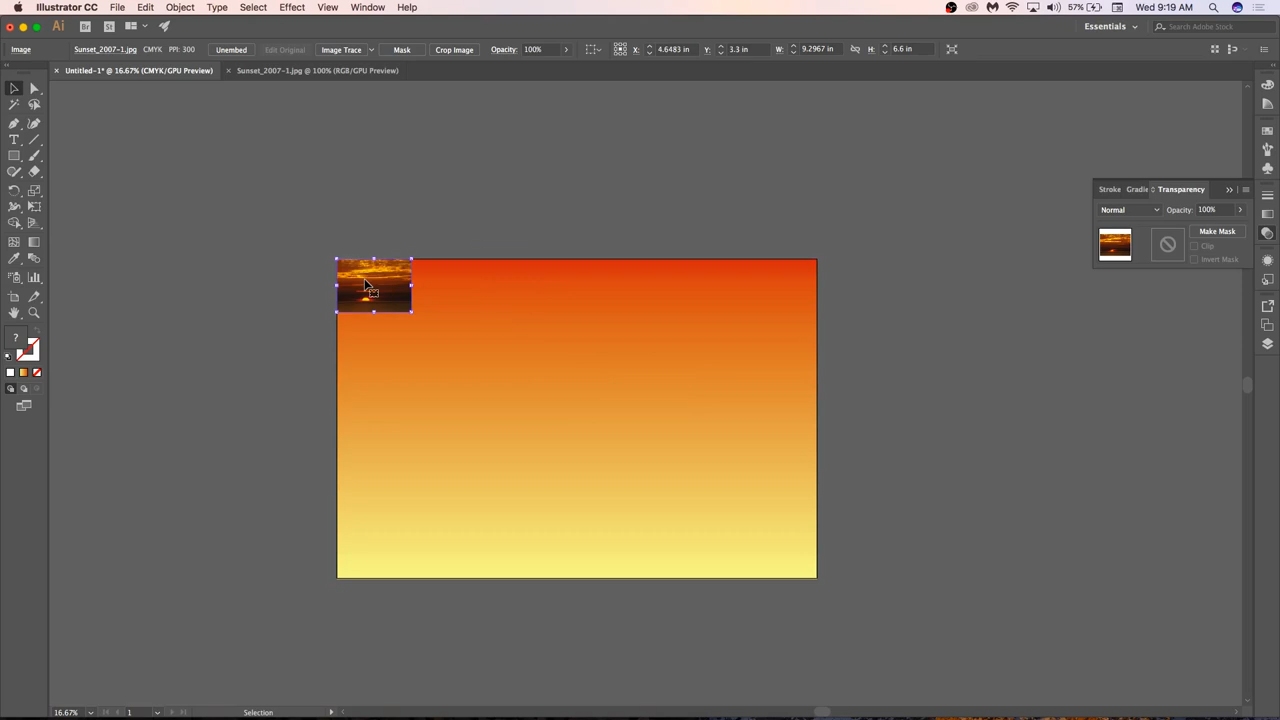 Illustrator CC File Edit Object Type Select Effect View Window Help 57% Wed 9:19 AM
Ai Br St Essentials Search Adobe Stock
Image Sunset_2007-1.jpg CMYK PPI: 300 Unembed Edit Original Image Trace Mask Crop Image Opacity: 100% X: 4.6483 in Y: 3.3 in W: 9.2967 in H: 6.6 in
× Untitled-1* @ 16.67% (CMYK/GPU Preview) × Sunset_2007-1.jpg @ 100% (RGB/GPU Preview)
Stroke Gradie Transparency
Normal Opacity: 100%
Make Mask
Clip
Invert Mask
?
16.67% 1 Selection